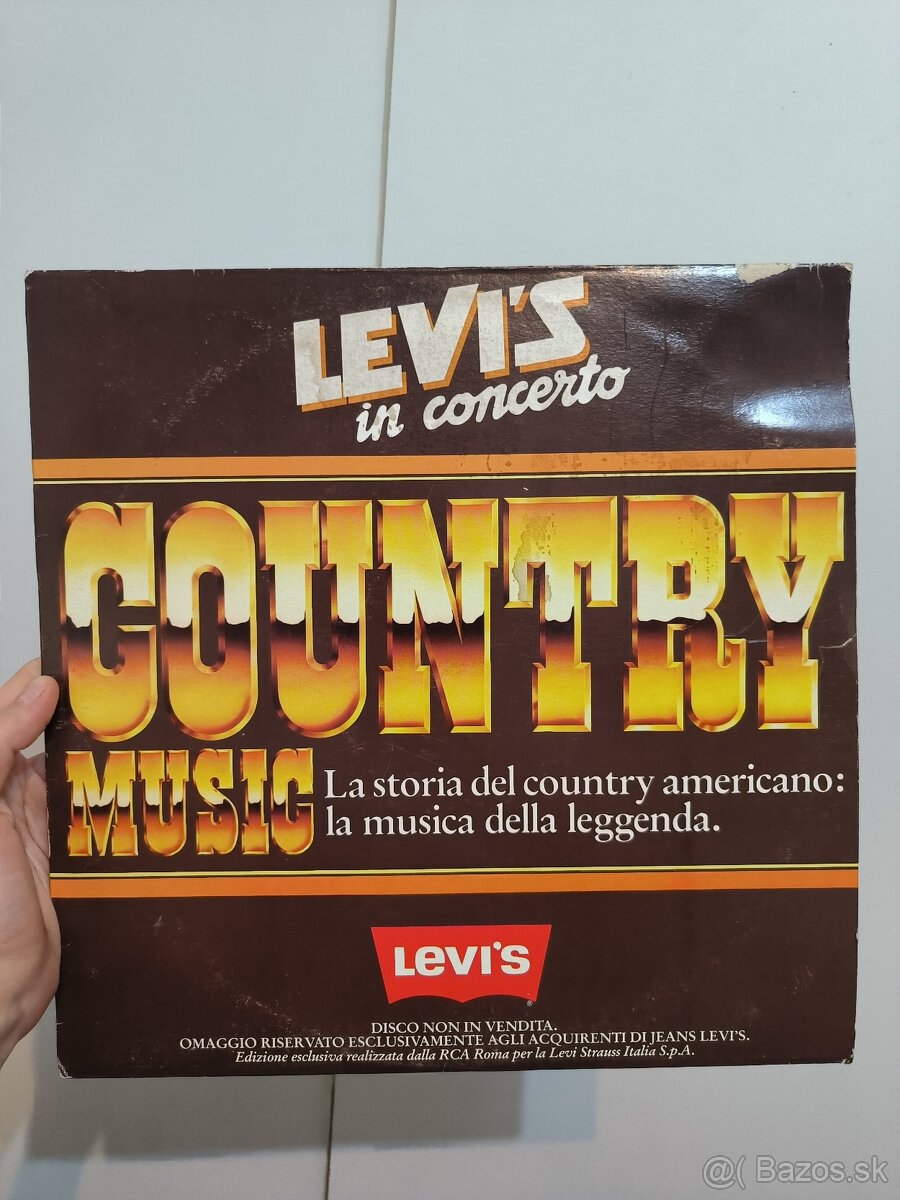 LEVI'S
in concerto
COUNTRY
MUSIC
La storia del country americano:
la musica della leggenda.
Levi's
®
DISCO NON IN VENDITA.
OMAGGIO RISERVATO ESCLUSIVAMENTE AGLI ACQUIRENTI DI JEANS LEVI'S.
Edizione esclusiva realizzata dalla RCA Roma per la Levi Strauss Italia S.p.A.
@( Bazos.sk